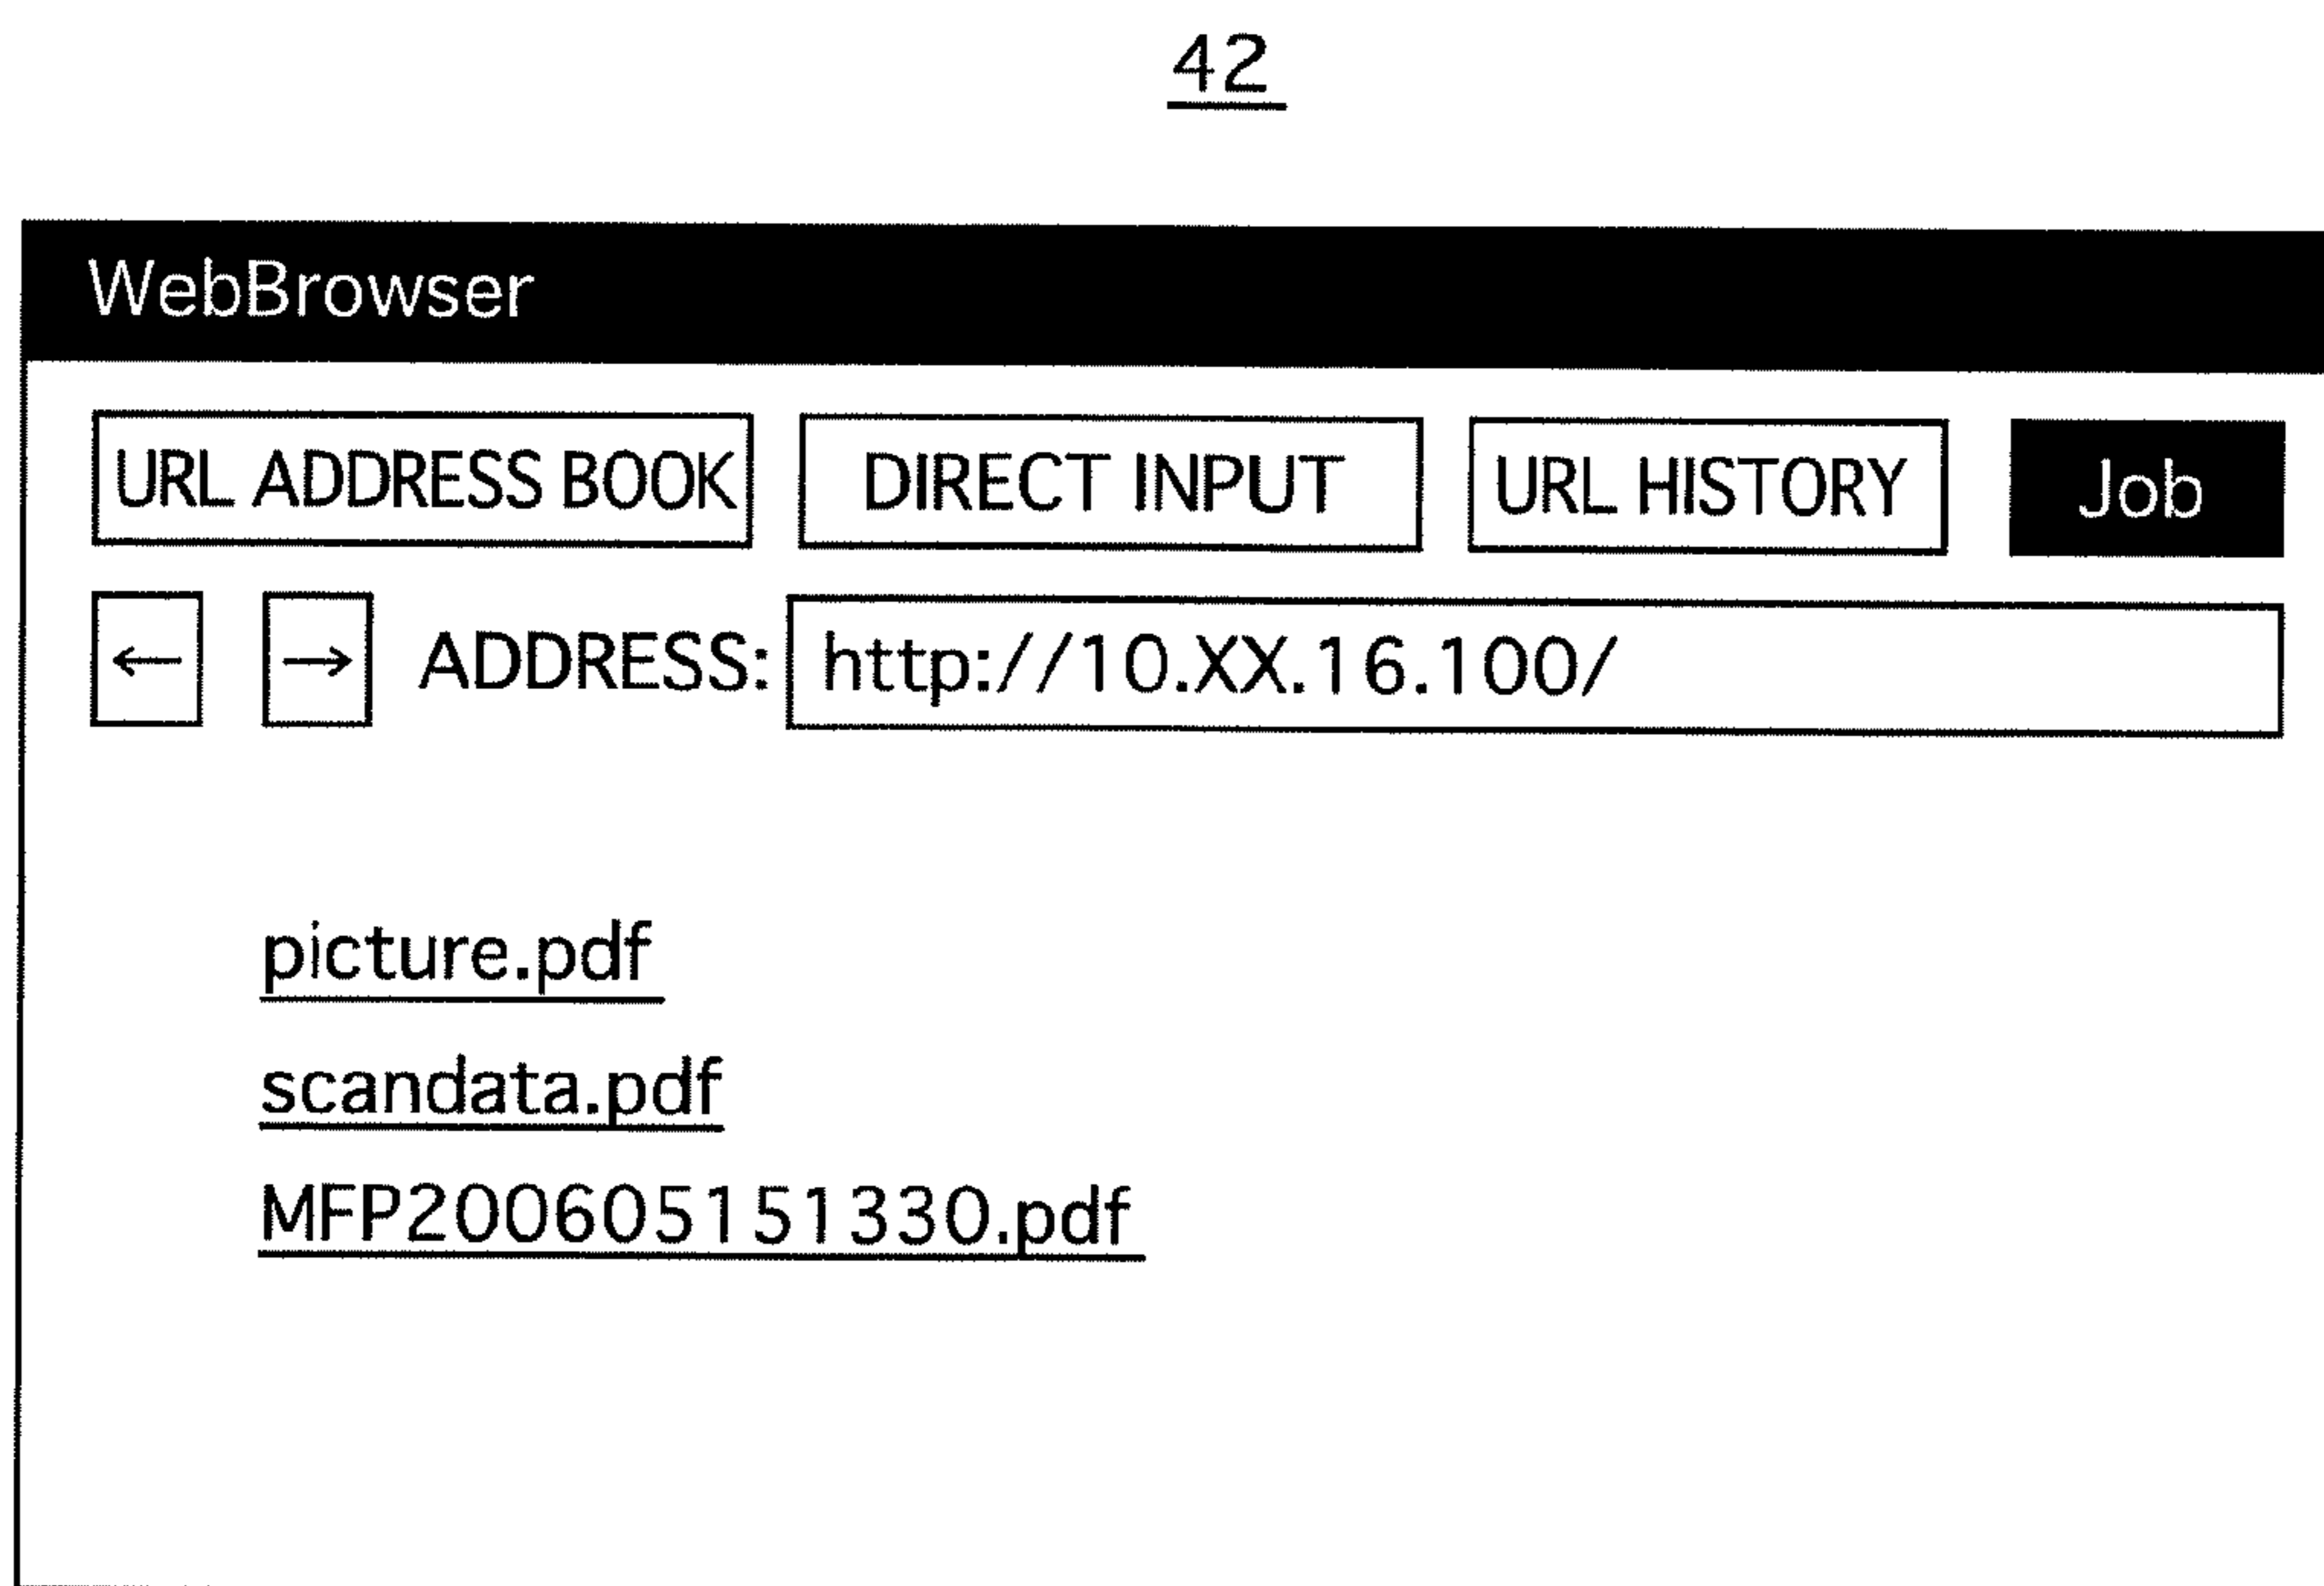 42
WebBrowser
URL ADDRESS BOOK DIRECT INPUT URL HISTORY Job
← → ADDRESS: http://10.XX.16.100/
picture.pdf
scandata.pdf
MFP200605151330.pdf